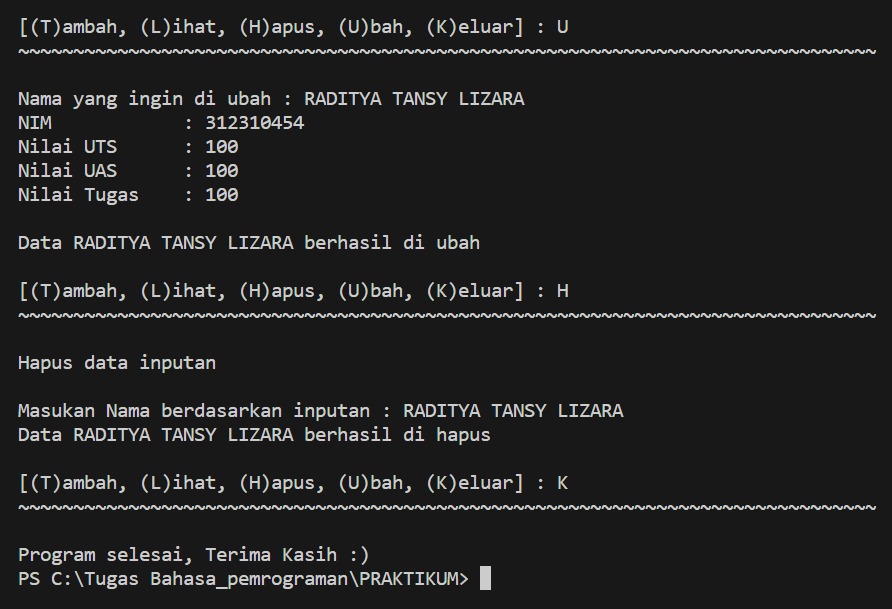 [(T)ambah, (L)ihat, (H)apus, (U)bah, (K)eluar] : U
~~~~~~~~~~~~~~~~~~~~~~~~~~~~~~~~~~~~~~~~~~~~~~~~~~~~~~~~~~~~~~~~~~~~~~~~~~~~~~
Nama yang ingin di ubah : RADITYA TANSY LIZARA
NIM            : 312310454
Nilai UTS      : 100
Nilai UAS      : 100
Nilai Tugas    : 100
Data RADITYA TANSY LIZARA berhasil di ubah
[(T)ambah, (L)ihat, (H)apus, (U)bah, (K)eluar] : H
~~~~~~~~~~~~~~~~~~~~~~~~~~~~~~~~~~~~~~~~~~~~~~~~~~~~~~~~~~~~~~~~~~~~~~~~~~~~~~
Hapus data inputan
Masukan Nama berdasarkan inputan : RADITYA TANSY LIZARA
Data RADITYA TANSY LIZARA berhasil di hapus
[(T)ambah, (L)ihat, (H)apus, (U)bah, (K)eluar] : K
~~~~~~~~~~~~~~~~~~~~~~~~~~~~~~~~~~~~~~~~~~~~~~~~~~~~~~~~~~~~~~~~~~~~~~~~~~~~~~
Program selesai, Terima Kasih :)
PS C:\Tugas Bahasa_pemrograman\PRAKTIKUM>